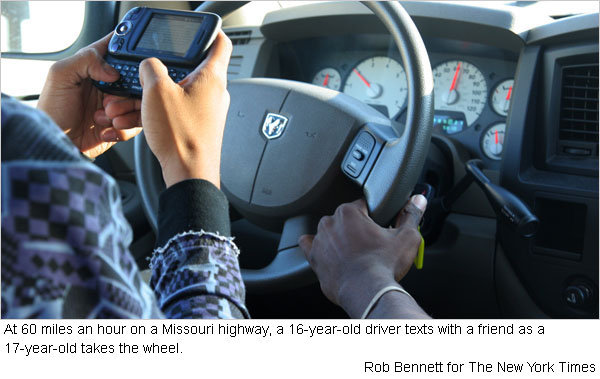 At 60 miles an hour on a Missouri highway, a 16-year-old driver texts with a friend as a
17-year-old takes the wheel.
Rob Bennett for The New York Times